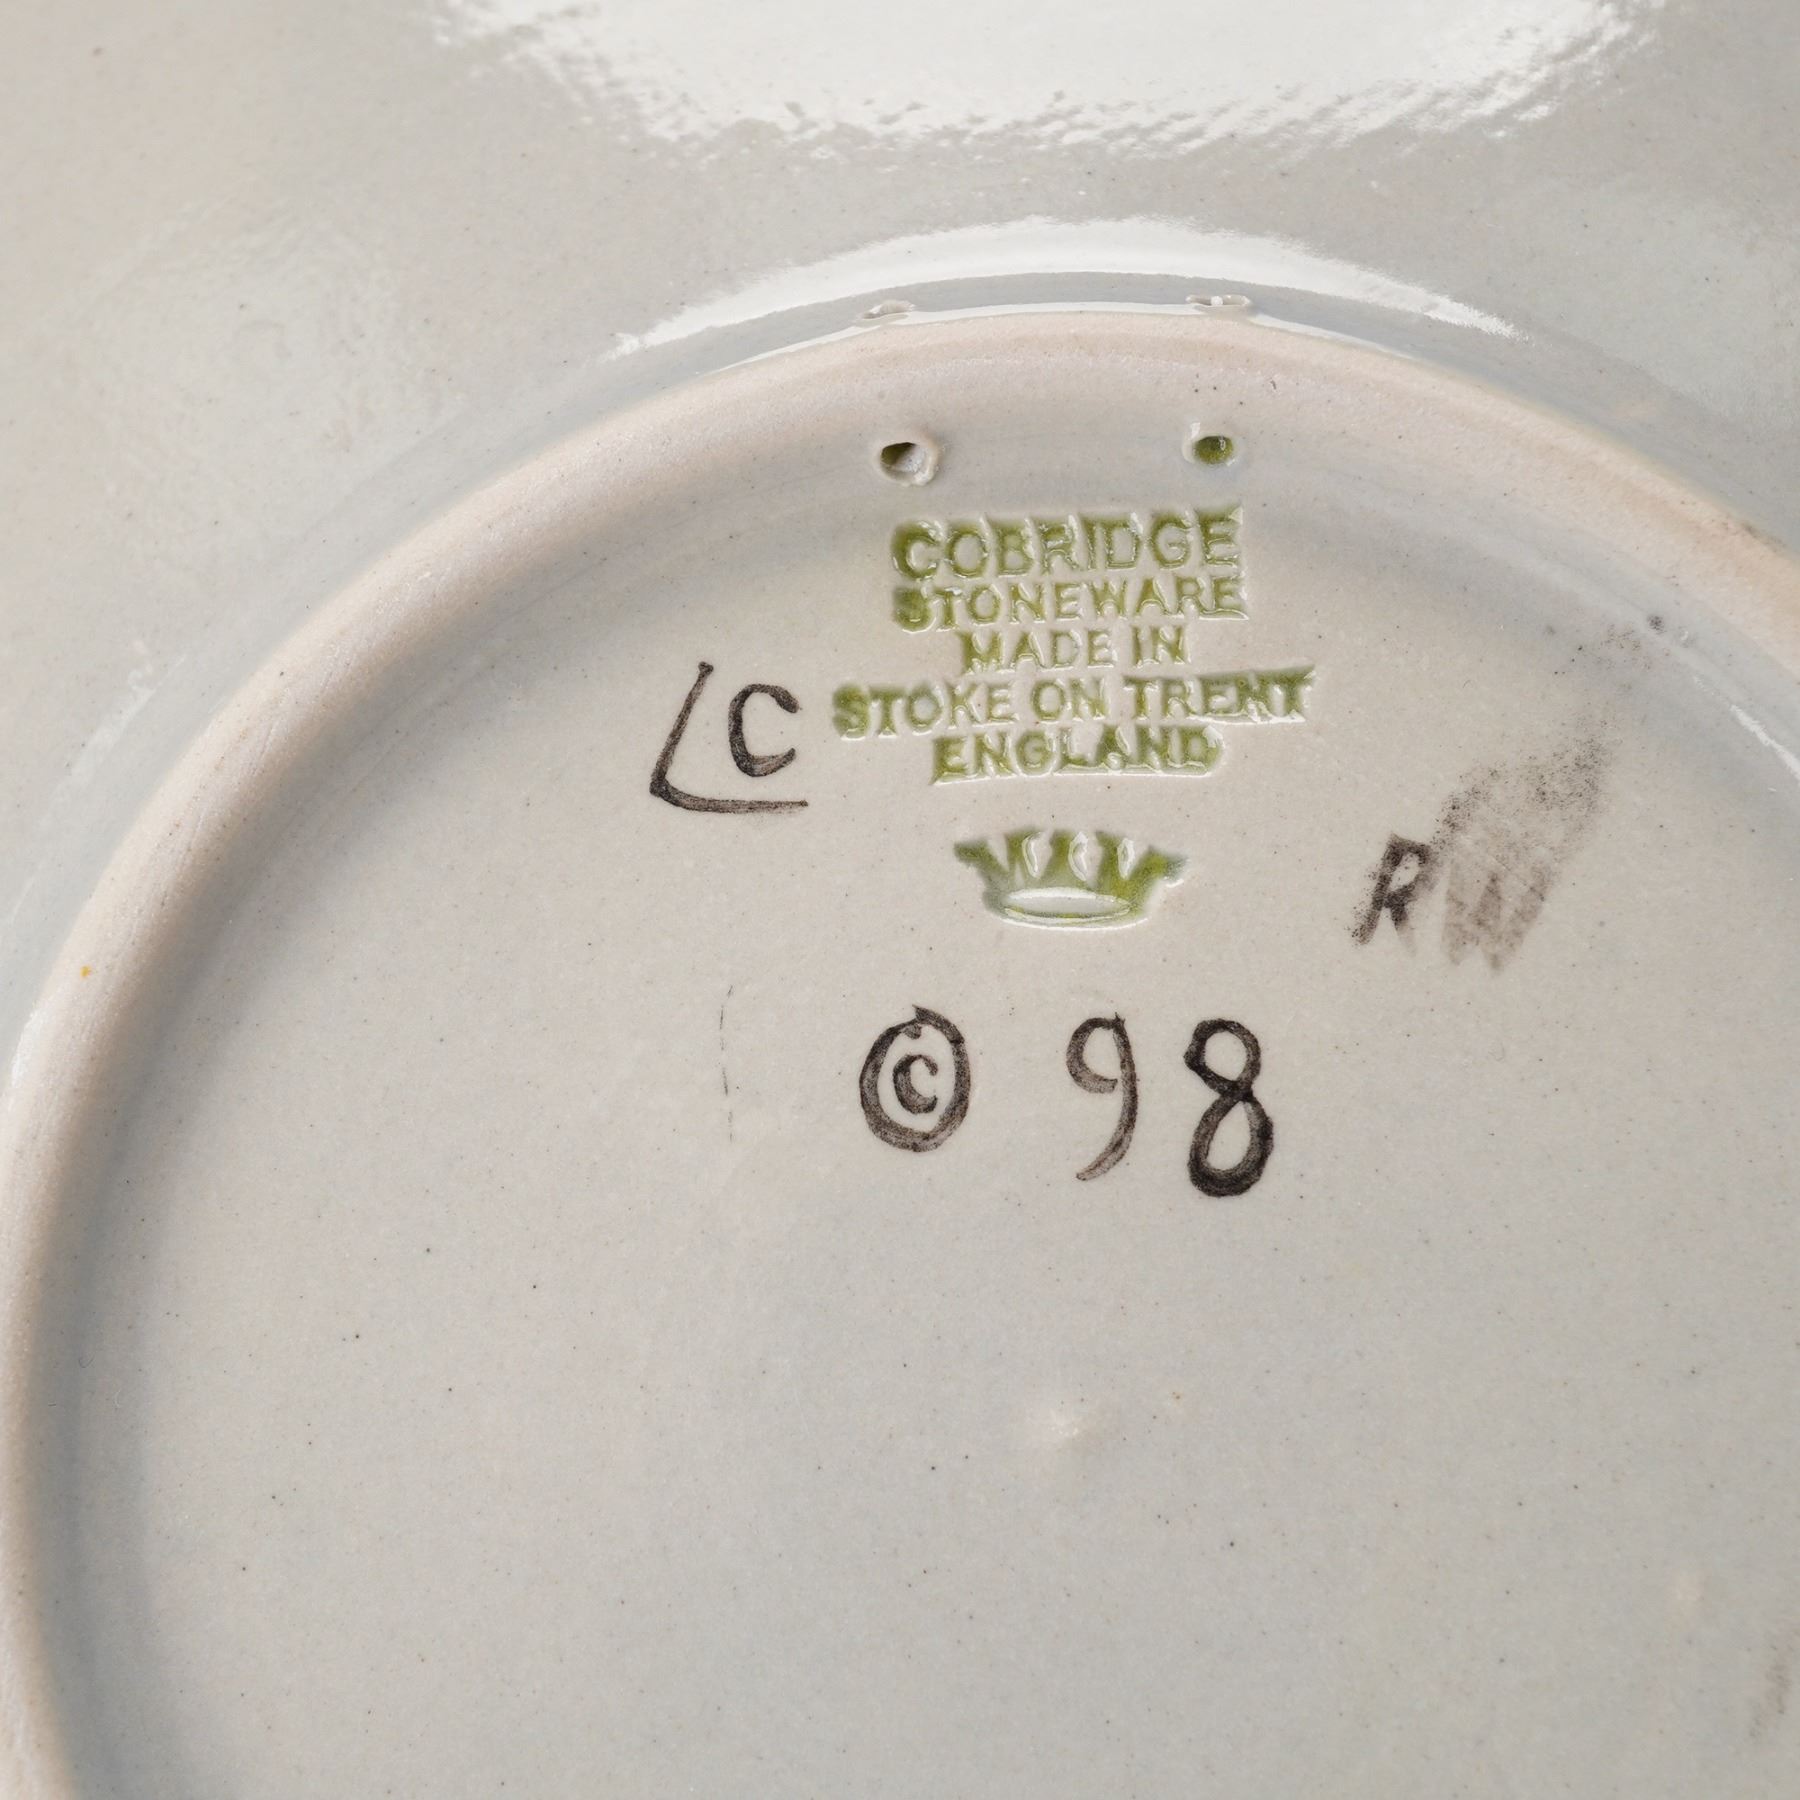 COBRIDGE
STONEWARE
MADE IN
STOKE ON TRENT
ENGLAND
LC
R
© 98